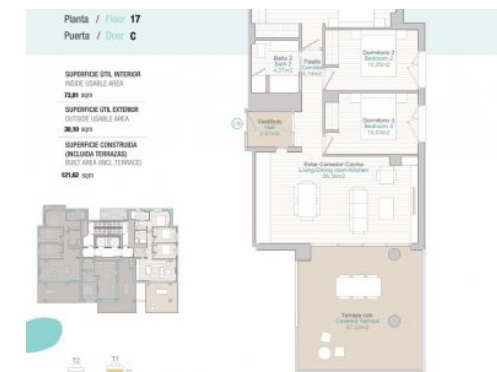 Planta / Floor 17
Puerta / Door C
SUPERFICIE ÚTIL INTERIOR
INSIDE USABLE AREA
73,81 sqm
SUPERFICIE ÚTIL EXTERIOR
OUTSIDE USABLE AREA
sqm
SUPERFICIE CONSTRUIDA
(INCLUIDA TERRAZAS)
BUILT AREA (INCL. TERRACE)
121,62 sqm
Baño 2
Bath 2
Pasillo
Corridor
Dormitorio 2
Bedroom 2
Vestíbulo
Hall
Dormitorio 3
Bedroom 3
Estar-Comedor-Cocina
Living-Dining room-Kitchen
Terraza cub.
Covered Terrace
T2
T1